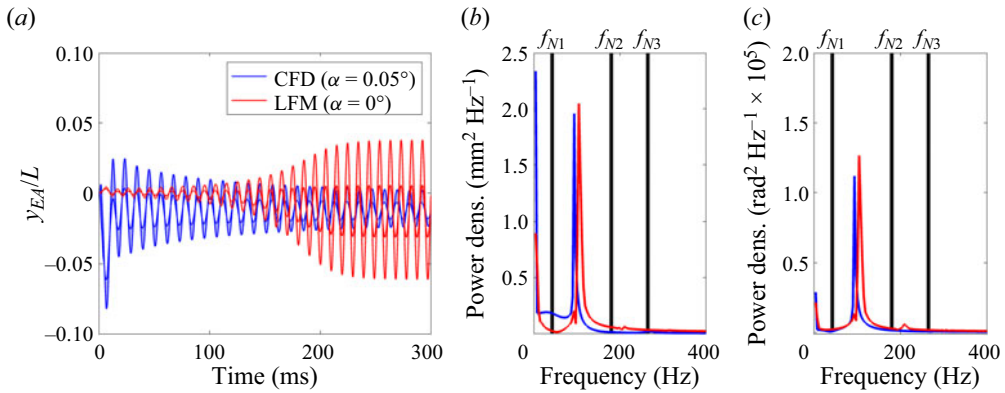 (a)
0.10
0.05
0
–0.05
–0.10
y_EA/L
CFD (α = 0.05°)
LFM (α = 0°)
0
100
200
300
Time (ms)
(b)
f_N1
f_N2
f_N3
2.5
2.0
1.5
1.0
0.5
Power dens. (mm² Hz⁻¹)
0
200
400
Frequency (Hz)
(c)
f_N1
f_N2
f_N3
2.0
1.5
1.0
0.5
Power dens. (rad² Hz⁻¹ × 10⁵)
0
200
400
Frequency (Hz)